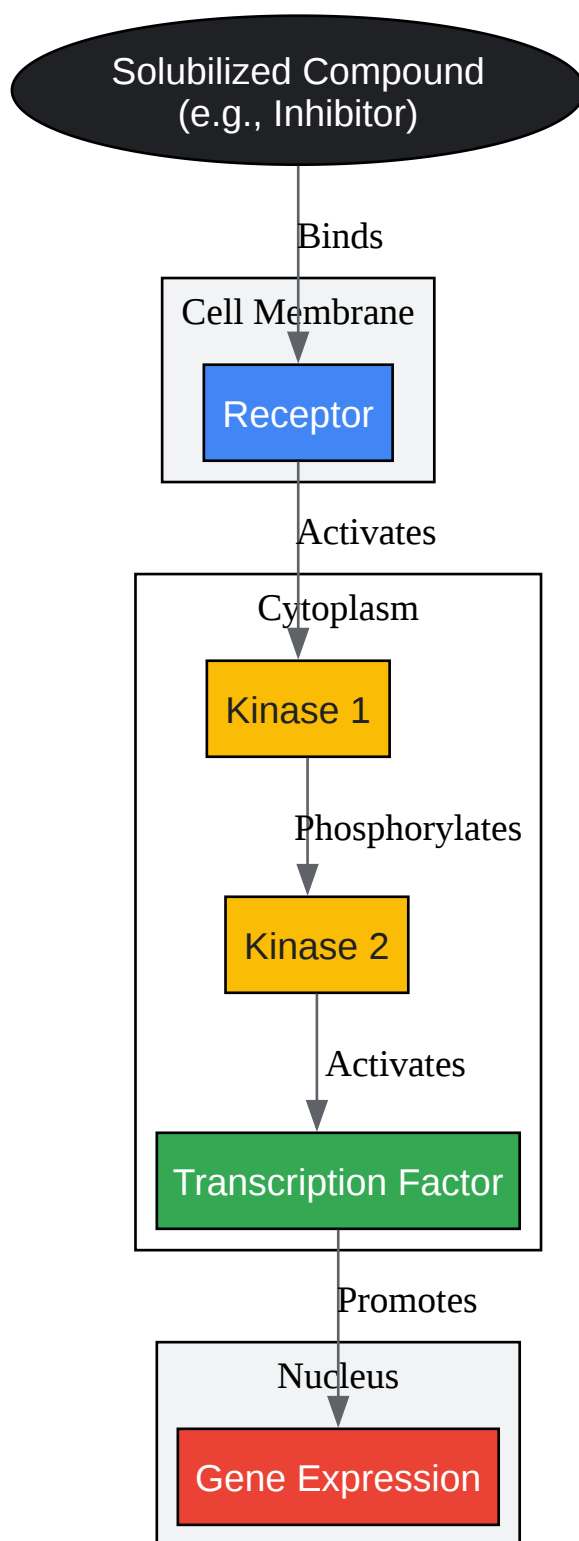 Solubilized Compound
(e.g., Inhibitor)
Binds
Cell Membrane
Receptor
Activates
Cytoplasm
Kinase 1
Phosphorylates
Kinase 2
Activates
Transcription Factor
Promotes
Nucleus
Gene Expression